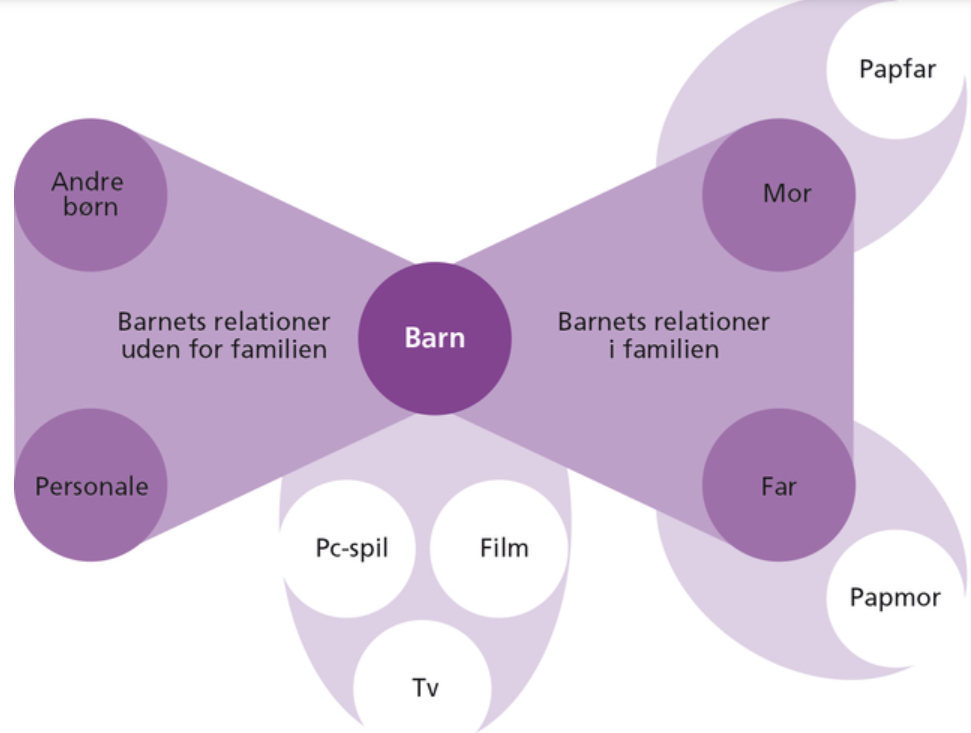 Papfar
Andre
børn
Mor
Barnets relationer
uden for familien
Barn
Barnets relationer
i familien
Personale
Far
Pc-spil
Film
Papmor
Tv